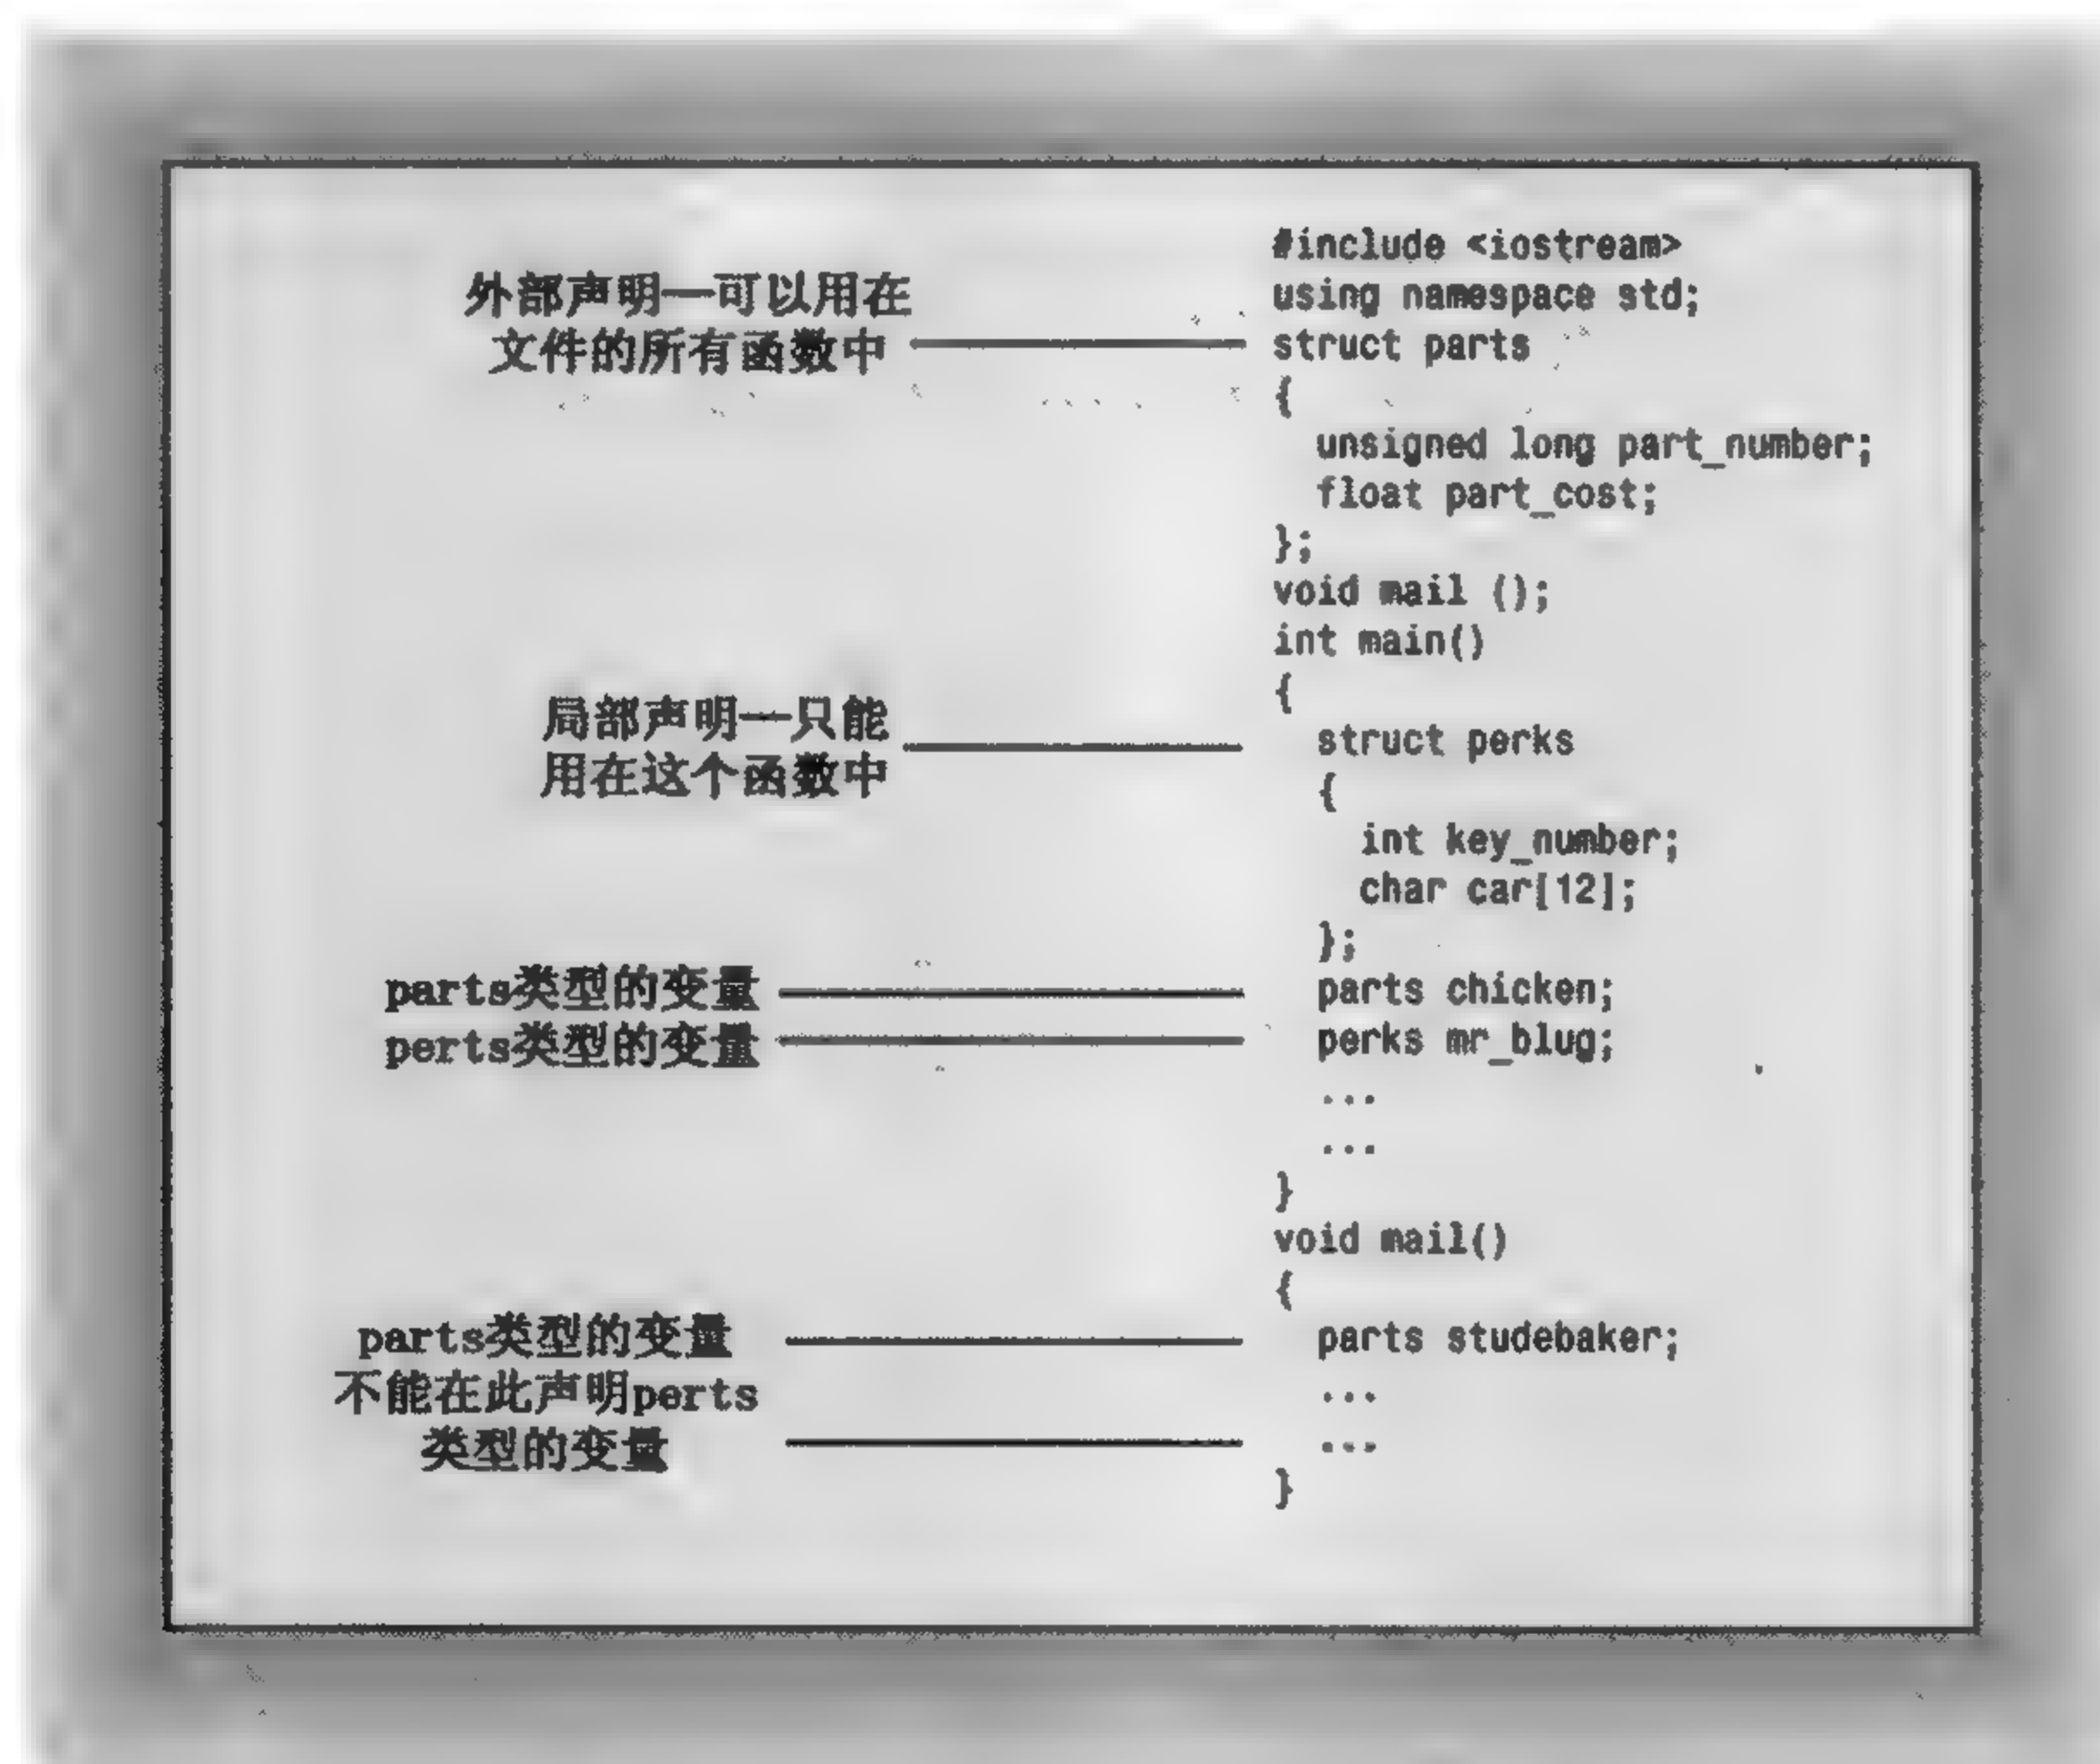 外部声明—可以用在
文件的所有函数中
#include <iostream>
using namespace std;
struct parts
{
unsigned long part_number;
float part_cost;
};
void mail ();
int main()
{
局部声明—只能
用在这个函数中
struct perks
{
int key_number;
char car[12];
};
parts类型的变量
parts chicken;
perts类型的变量
perks mr_blug;
...
...
}
void mail()
{
parts类型的变量
parts studebaker;
不能在此声明perts
类型的变量
...
...
}